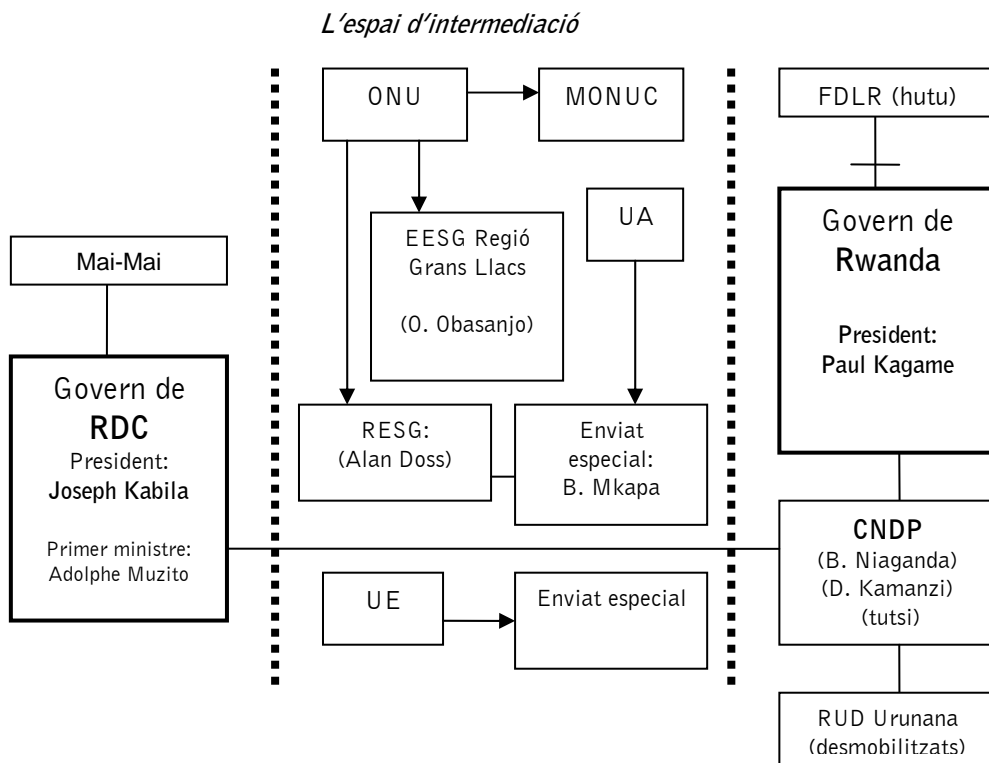 L'espai d'intermediació
ONU
MONUC
FDLR (hutu)
UA
Govern de
Rwanda
President:
Paul Kagame
EESG Regió
Grans Llacs
(O. Obasanjo)
Mai-Mai
Govern de
RDC
President:
Joseph Kabila
Primer ministre:
Adolphe Muzito
RESG:
(Alan Doss)
Enviat
especial:
B. Mkapa
CNDP
(B. Niaganda)
(D. Kamanzi)
(tutsi)
UE
Enviat especial
RUD Urunana
(desmobilitzats)